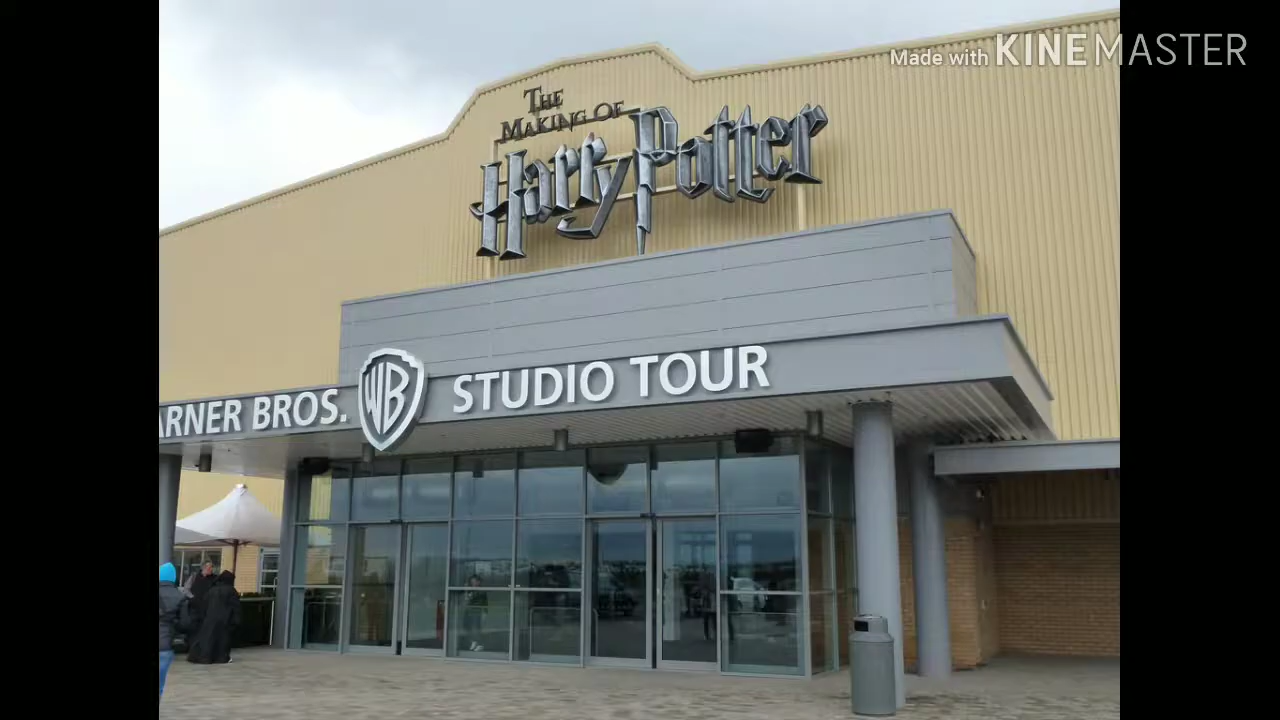 Made with KINEMASTER
THE
MAKING OF
Harry Potter
ARNER BROS. WB STUDIO TOUR